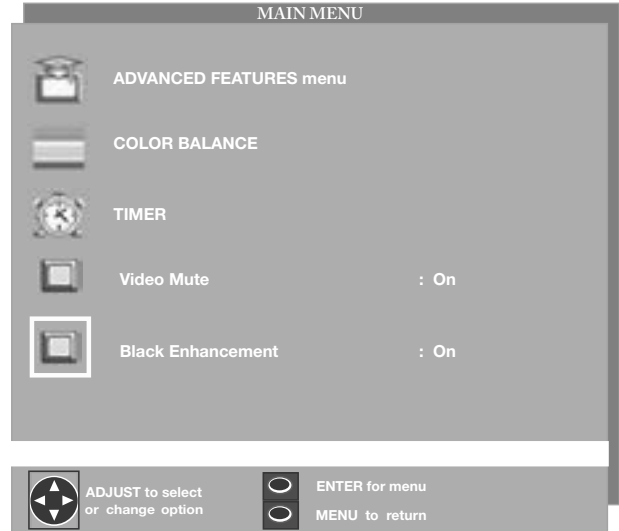 MAIN MENU
ADVANCED FEATURES menu
COLOR BALANCE
TIMER
Video Mute : On
Black Enhancement : On
ADJUST to select
or change option
ENTER for menu
MENU to return